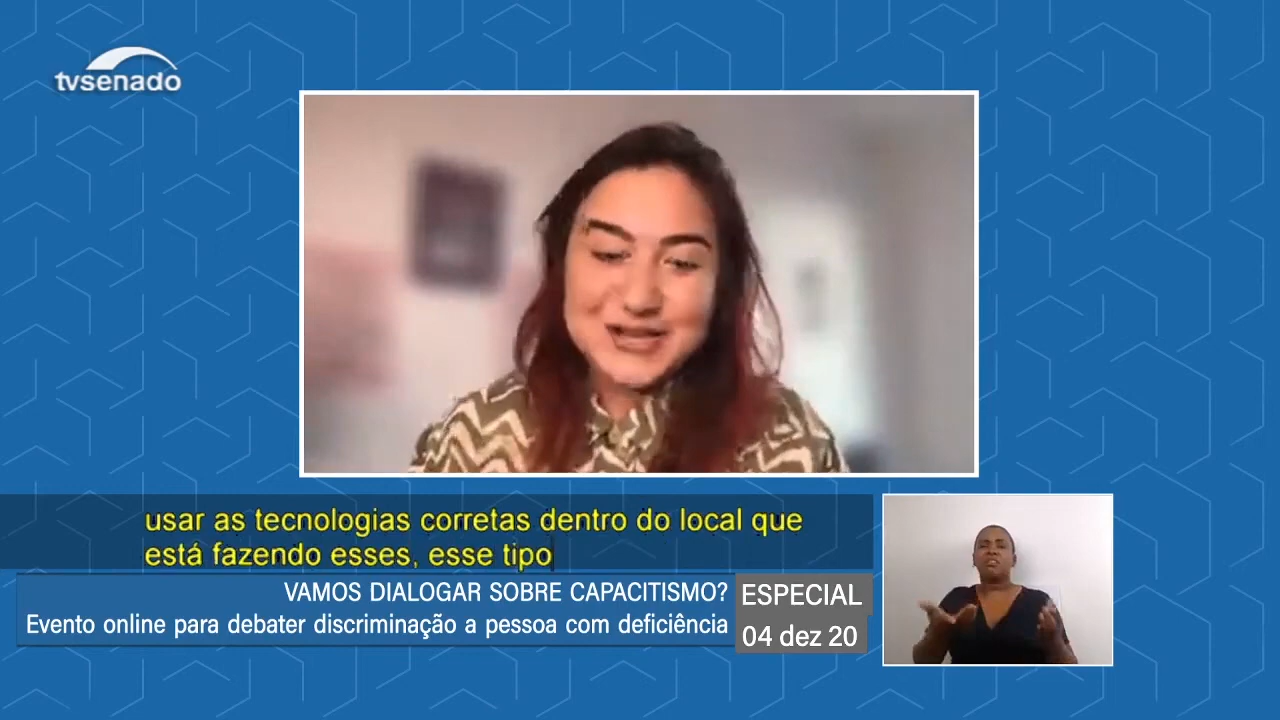 tvsenado
usar as tecnologias corretas dentro do local que
está fazendo esses, esse tipo
VAMOS DIALOGAR SOBRE CAPACITISMO?
Evento online para debater discriminação a pessoa com deficiência
ESPECIAL
04 dez 20